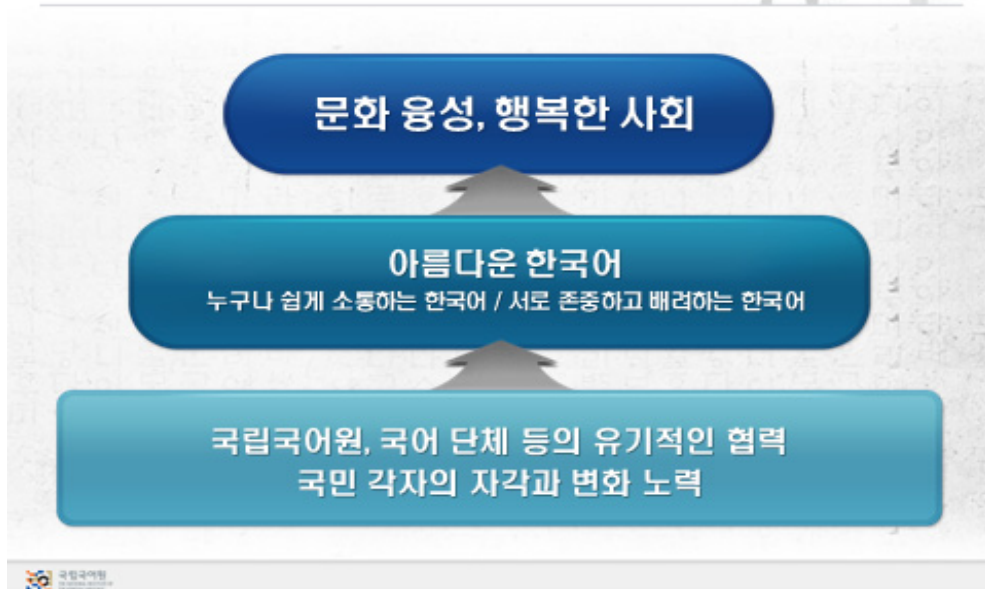 문화 융성, 행복한 사회
아름다운 한국어
누구나 쉽게 소통하는 한국어 / 서로 존중하고 배려하는 한국어
국립국어원, 국어 단체 등의 유기적인 협력
국민 각자의 자각과 변화 노력
국립국어원